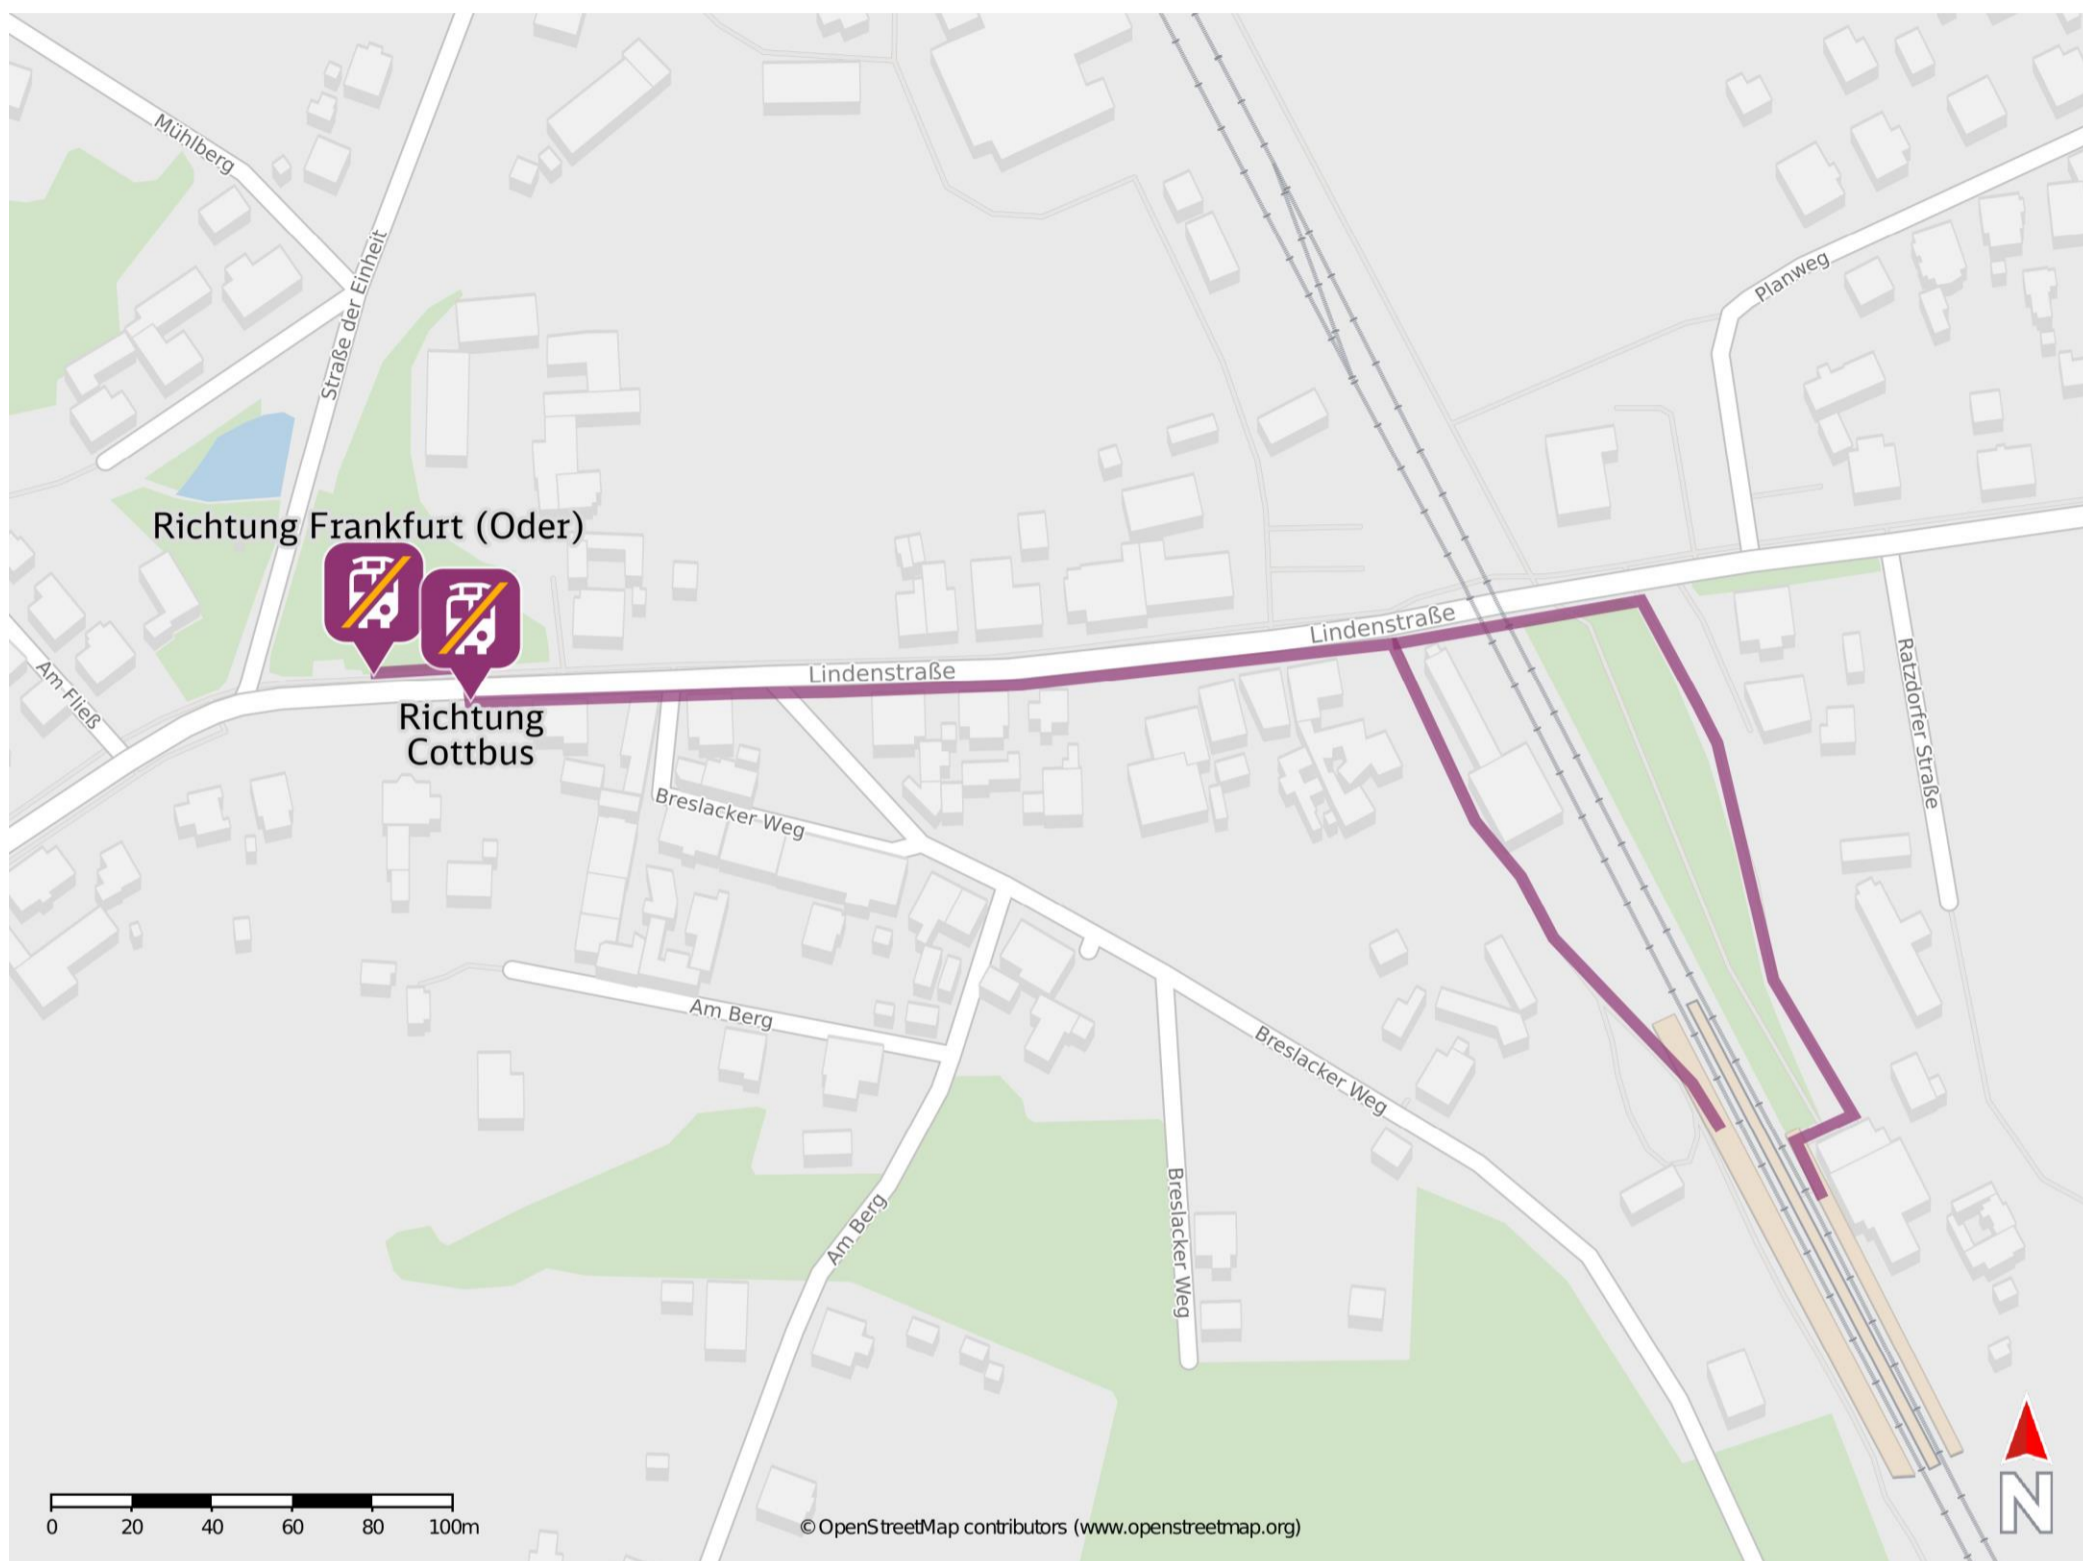 Mühlberg
Straße der Einheit
Planweg
Richtung Frankfurt (Oder)
Lindenstraße
Lindenstraße
Am Fließ
Richtung
Cottbus
Ratzdorfer Straße
Breslacker Weg
Am Berg
Breslacker Weg
Breslacker Weg
Am Berg
N
0 20 40 60 80 100m
© OpenStreetMap contributors (www.openstreetmap.org)